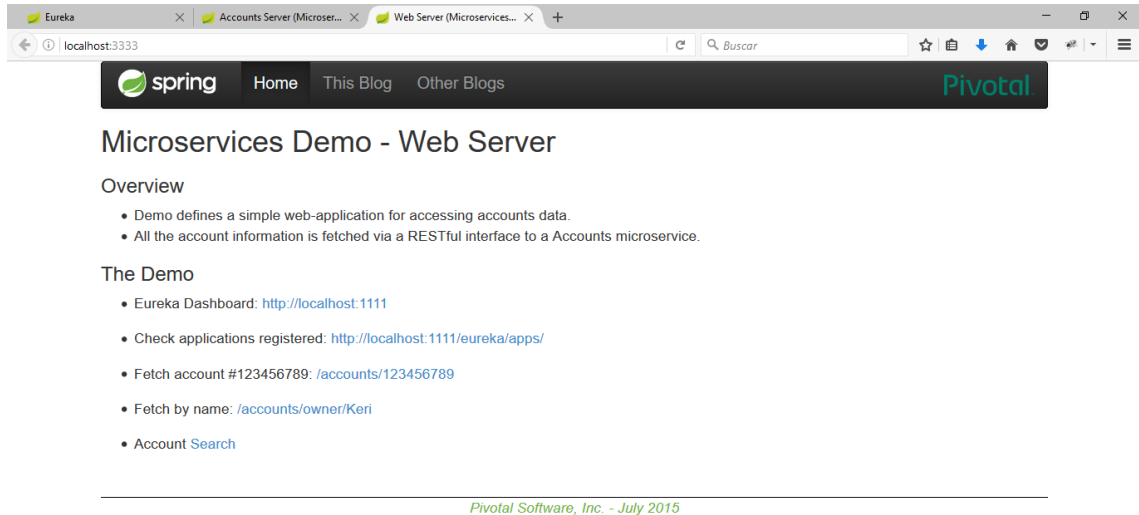 Eureka
Accounts Server (Microser...
Web Server (Microservices...
localhost:3333
Buscar
spring
Home
This Blog
Other Blogs
Pivotal
Microservices Demo - Web Server
Overview
Demo defines a simple web-application for accessing accounts data.
All the account information is fetched via a RESTful interface to a Accounts microservice.
The Demo
Eureka Dashboard: http://localhost:1111
Check applications registered: http://localhost:1111/eureka/apps/
Fetch account #123456789: /accounts/123456789
Fetch by name: /accounts/owner/Keri
Account Search
Pivotal Software, Inc. - July 2015